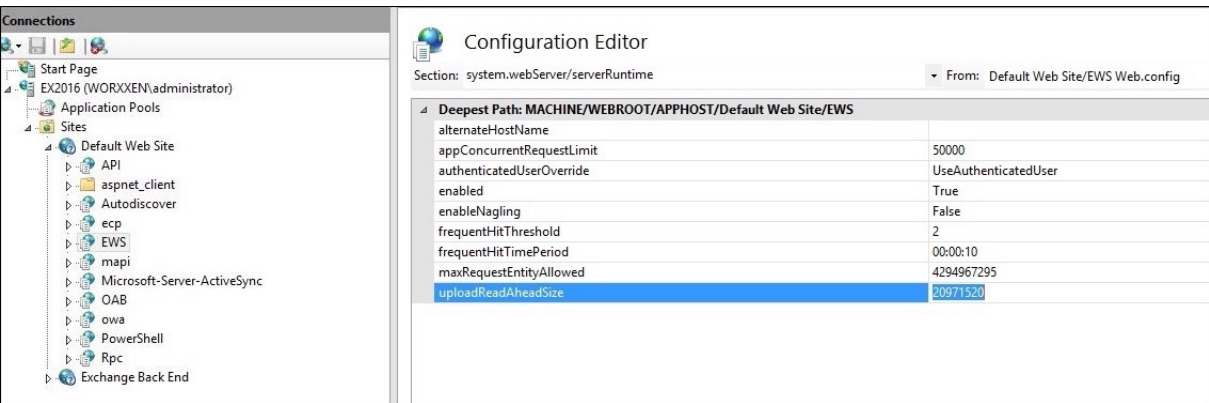 Connections
Start Page
EX2016 (WORXXEN\administrator)
Application Pools
Sites
Default Web Site
API
aspnet_client
Autodiscover
ecp
EWS
mapi
Microsoft-Server-ActiveSync
OAB
owa
PowerShell
Rpc
Exchange Back End
Configuration Editor
Section: system.webServer/serverRuntime From: Default Web Site/EWS Web.config
Deepest Path: MACHINE/WEBROOT/APPHOST/Default Web Site/EWS
alternateHostName
appConcurrentRequestLimit 50000
authenticatedUserOverride UseAuthenticatedUser
enabled True
enableNagling False
frequentHitThreshold 2
frequentHitTimePeriod 00:00:10
maxRequestEntityAllowed 4294967295
uploadReadAheadSize 20971520